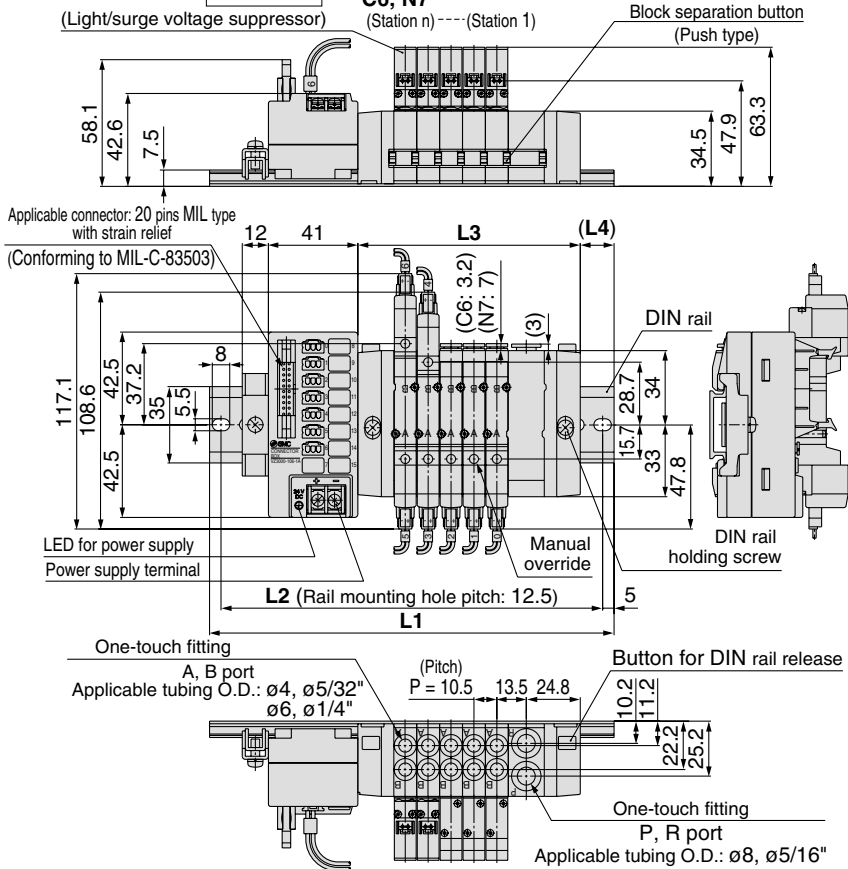 C6, N7
(Light/surge voltage suppressor)
(Station n) ---- (Station 1)
Block separation button
(Push type)
58.1
42.6
7.5
34.5
47.9
63.3
Applicable connector: 20 pins MIL type
with strain relief
(Conforming to MIL-C-83503)
12
41
L3
(L4)
(C6: 3.2)
(N7: 7)
(3)
DIN rail
117.1
108.6
42.5
37.2
35
8
5.5
42.5
28.7
34
15.7
33
47.8
SMC
CONNECTOR
BOX
24V
DC
+ −
LED for power supply
Power supply terminal
Manual
override
DIN rail
holding screw
L2 (Rail mounting hole pitch: 12.5)
5
L1
One-touch fitting
A, B port
Applicable tubing O.D.: ø4, ø5/32"
ø6, ø1/4"
(Pitch)
P = 10.5
13.5
24.8
Button for DIN rail release
10.2
11.2
22.2
25.2
One-touch fitting
P, R port
Applicable tubing O.D.: ø8, ø5/16"